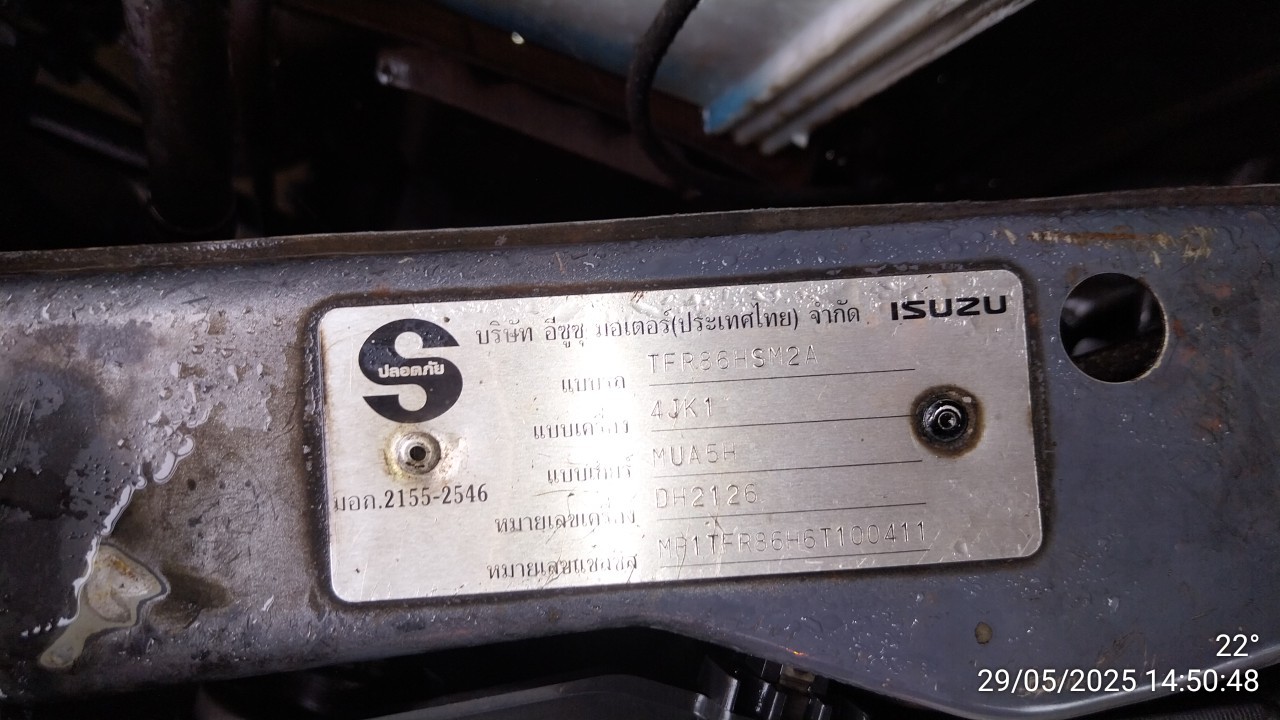 บริษัท อีซูซุ มอเตอร์(ประเทศไทย) จำกัด ISUZU
ปลอดภัย
แบบรถ TFR86HSM2A
แบบเครื่อง 4JK1
แบบเกียร์ MUA5H
มอก.2155-2546
หมายเลขเครื่อง DH2126
หมายเลขแชสซีส MP1TFR86H6T100411
22°
29/05/2025 14:50:48